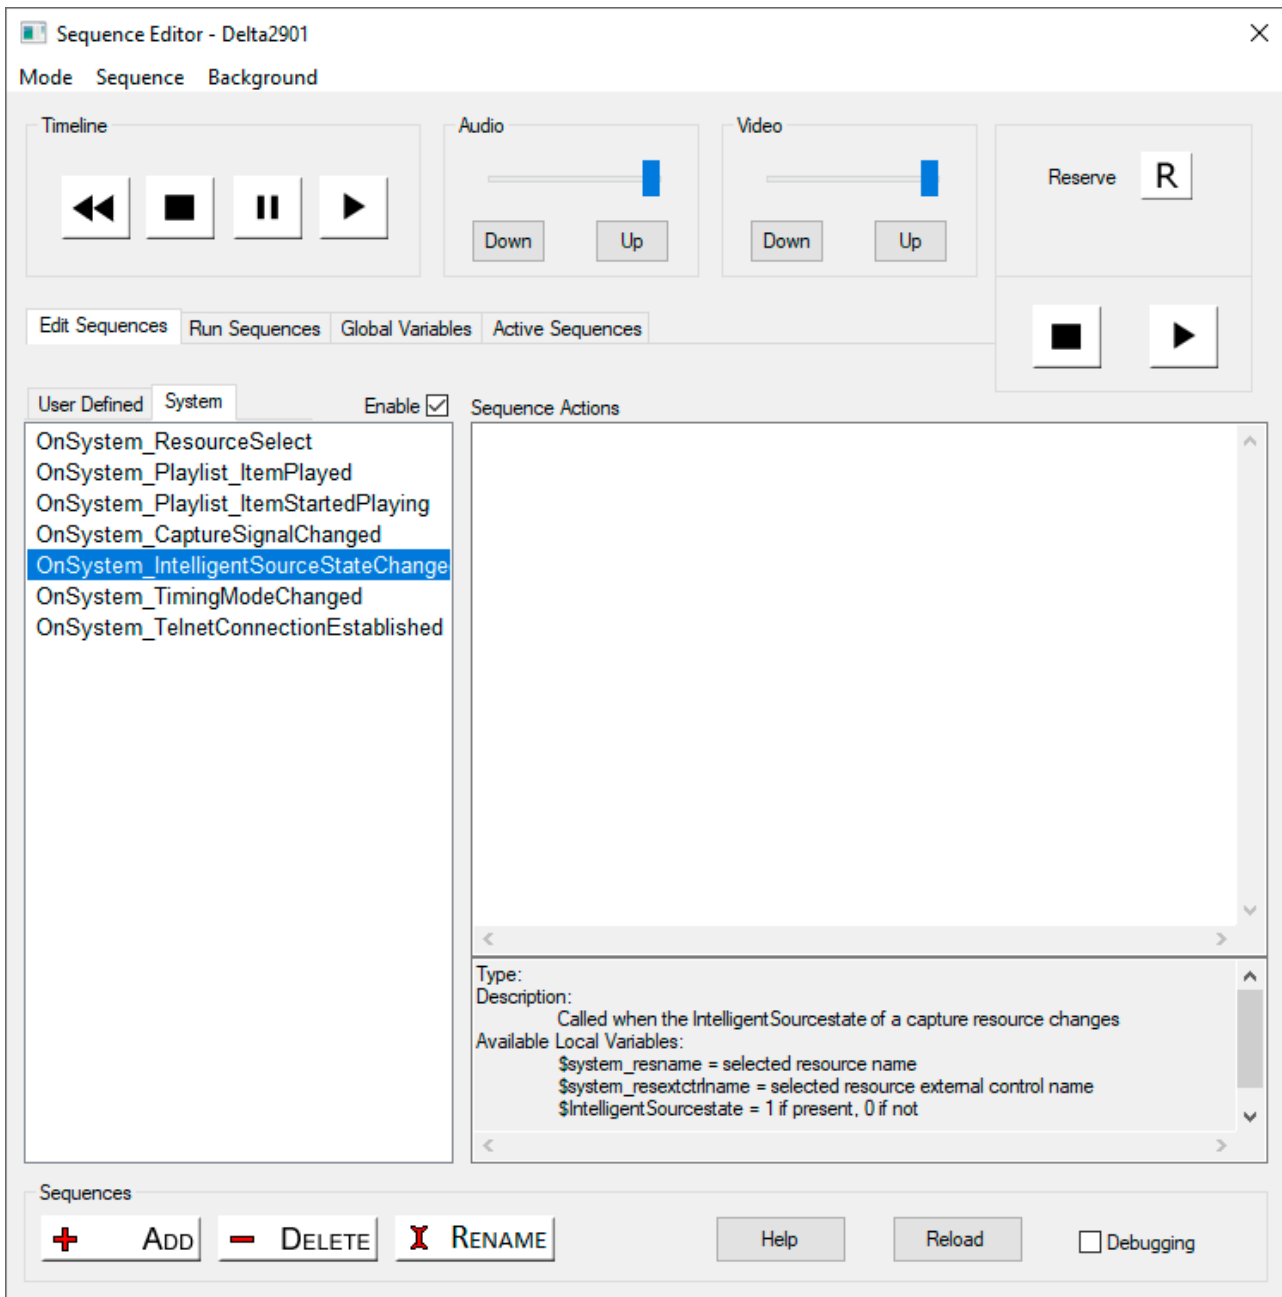 Sequence Editor - Delta2901
Mode Sequence Background
Timeline
Audio
Video
Reserve R
Down Up
Down Up
Edit Sequences Run Sequences Global Variables Active Sequences
User Defined System Enable
Sequence Actions
OnSystem_ResourceSelect
OnSystem_Playlist_ItemPlayed
OnSystem_Playlist_ItemStartedPlaying
OnSystem_CaptureSignalChanged
OnSystem_IntelligentSourceStateChange
OnSystem_TimingModeChanged
OnSystem_TelnetConnectionEstablished
Type:
Description:
Called when the IntelligentSourcestate of a capture resource changes
Available Local Variables:
$system_resname = selected resource name
$system_resextctrlname = selected resource external control name
$IntelligentSourcestate = 1 if present, 0 if not
Sequences
ADD DELETE RENAME Help Reload Debugging